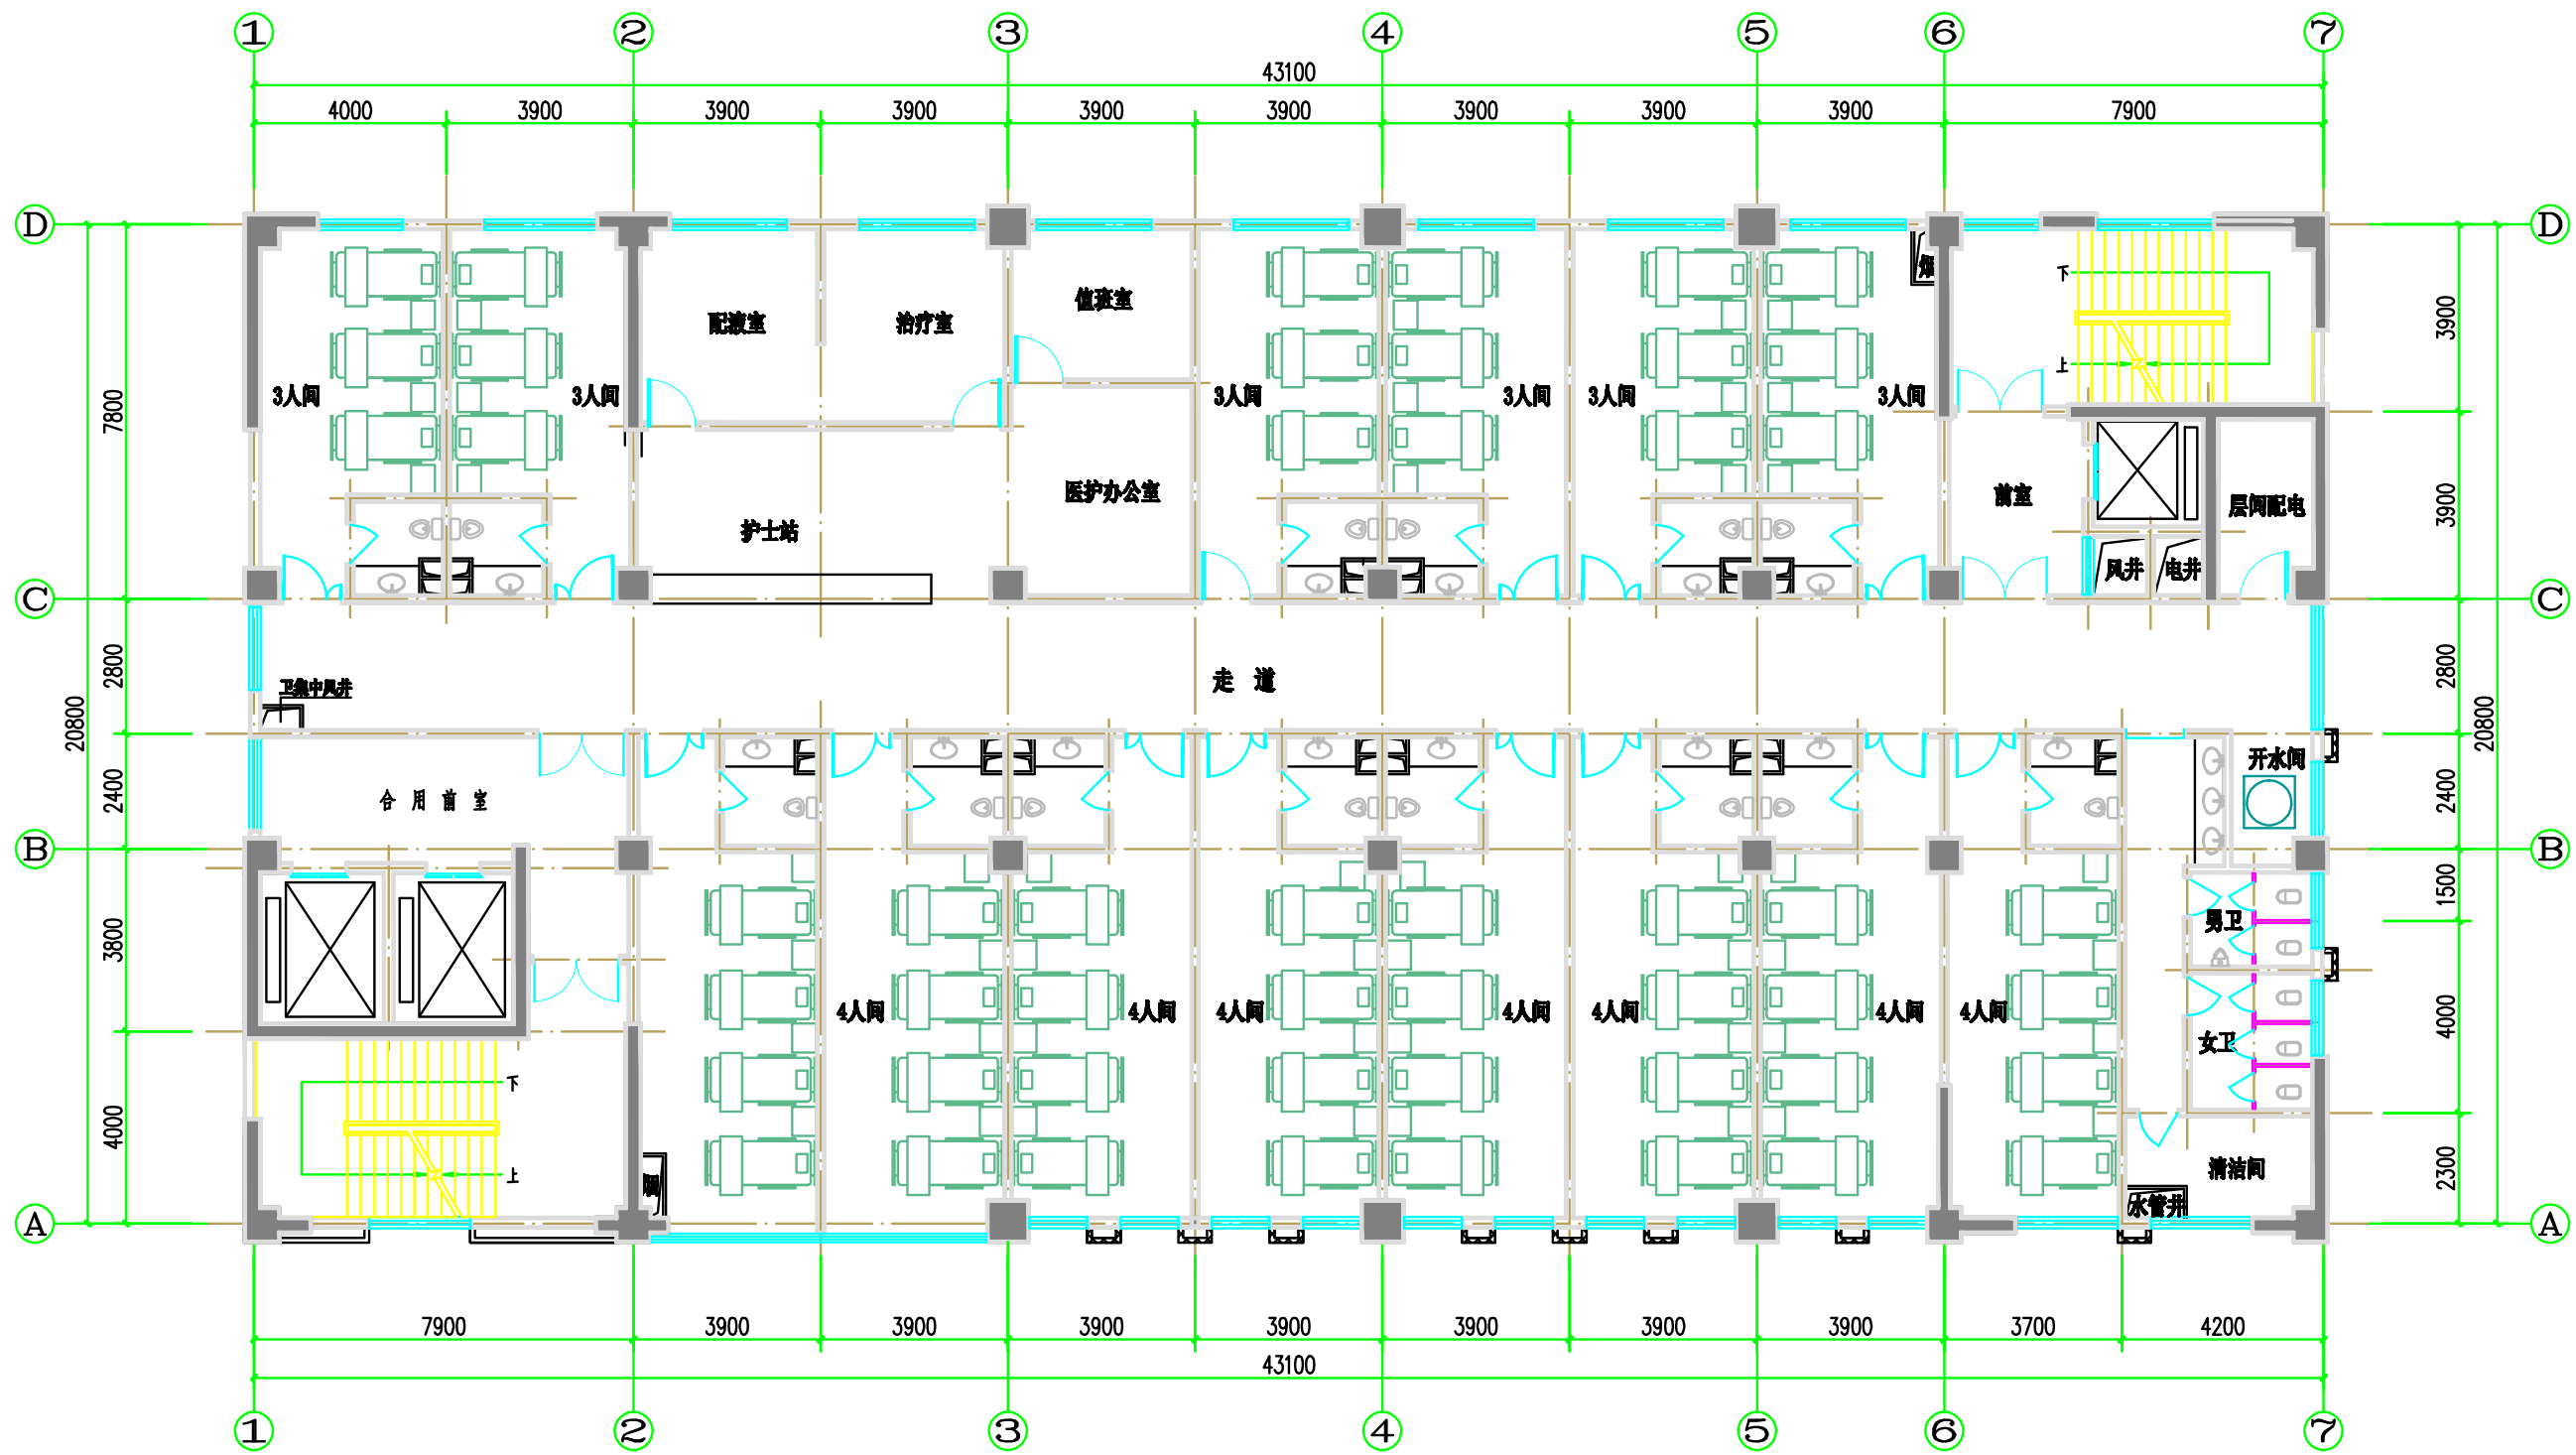 1 2 3 4 5 6 7
43100
4000 3900 3900 3900 3900 3900 3900 3900 3900 7900
D D
烟
下
值班室
配液室 治疗室
3900
上
3人间 3人间 3人间 3人间 3人间 3人间
7800
医护办公室 前室 层间配电 3900
护士站
风井 电井
C C
2800 走 道 2800
卫集中风井
20800 20800
开水间
2400 合用前室 2400
B B
1500
男卫
3800
4人间 4人间 4人间 4人间 4人间 4人间 4人间
4000
女卫
下
4000
清洁间 2300
上
烟
水管井
A A
7900 3900 3900 3900 3900 3900 3900 3900 3700 4200
43100
1 2 3 4 5 6 7